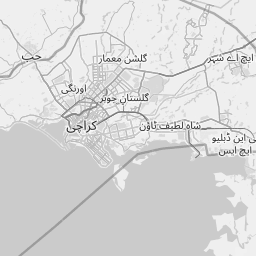 گلشن معمار
حب
ایچ اے شہر
اورنگی
گلستان جوہر
کراچی
شاہ لطیف ٹاؤن
این ڈبلیو
ایچ ایس